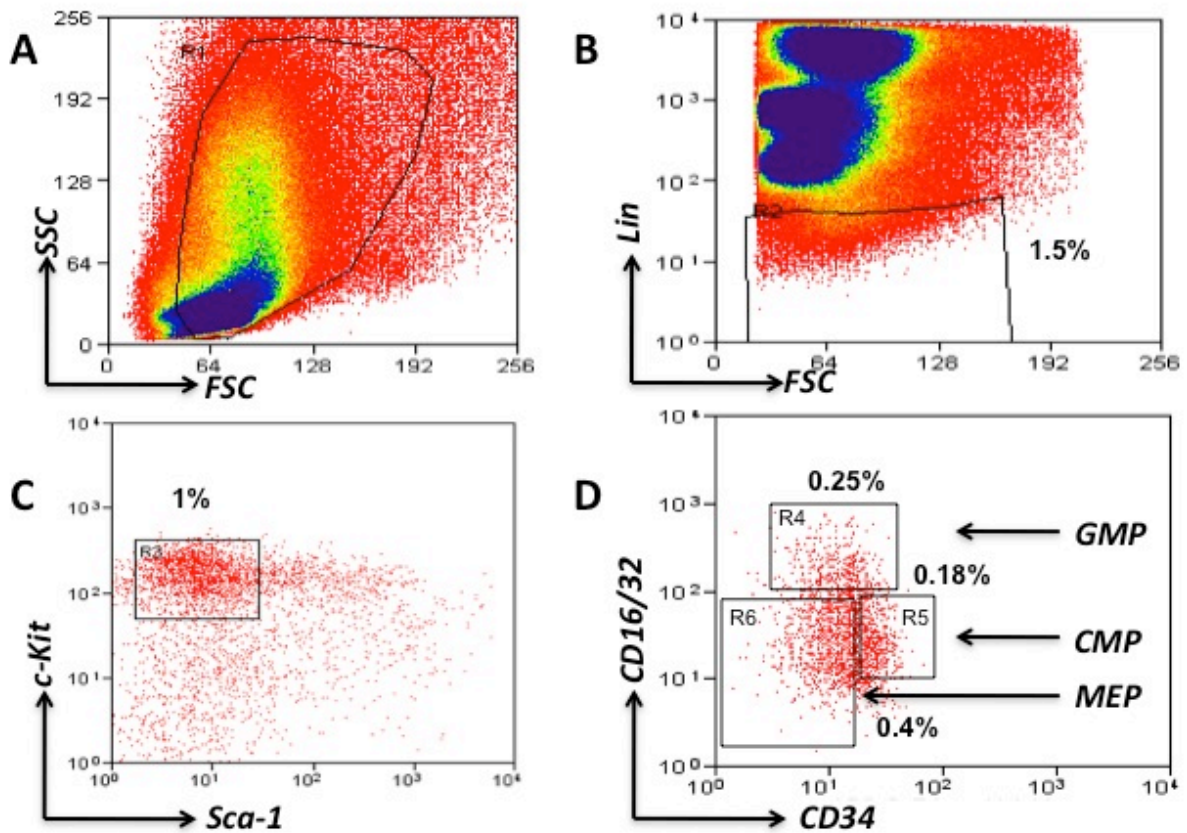 A
256
192
128
64
0
SSC
R1
0 64 128 192 256
FSC
B
10⁴
10³
10²
10¹
10⁰
Lin
R2
1.5%
0 64 128 192 256
FSC
C
10⁴
10³
10²
10¹
10⁰
c-Kit
1%
R3
10⁰ 10¹ 10² 10³ 10⁴
Sca-1
D
10³
10²
10¹
10⁰
CD16/32
0.25%
R4
GMP
0.18%
R6
R5
CMP
MEP
0.4%
10⁰ 10¹ 10² 10³ 10⁴
CD34